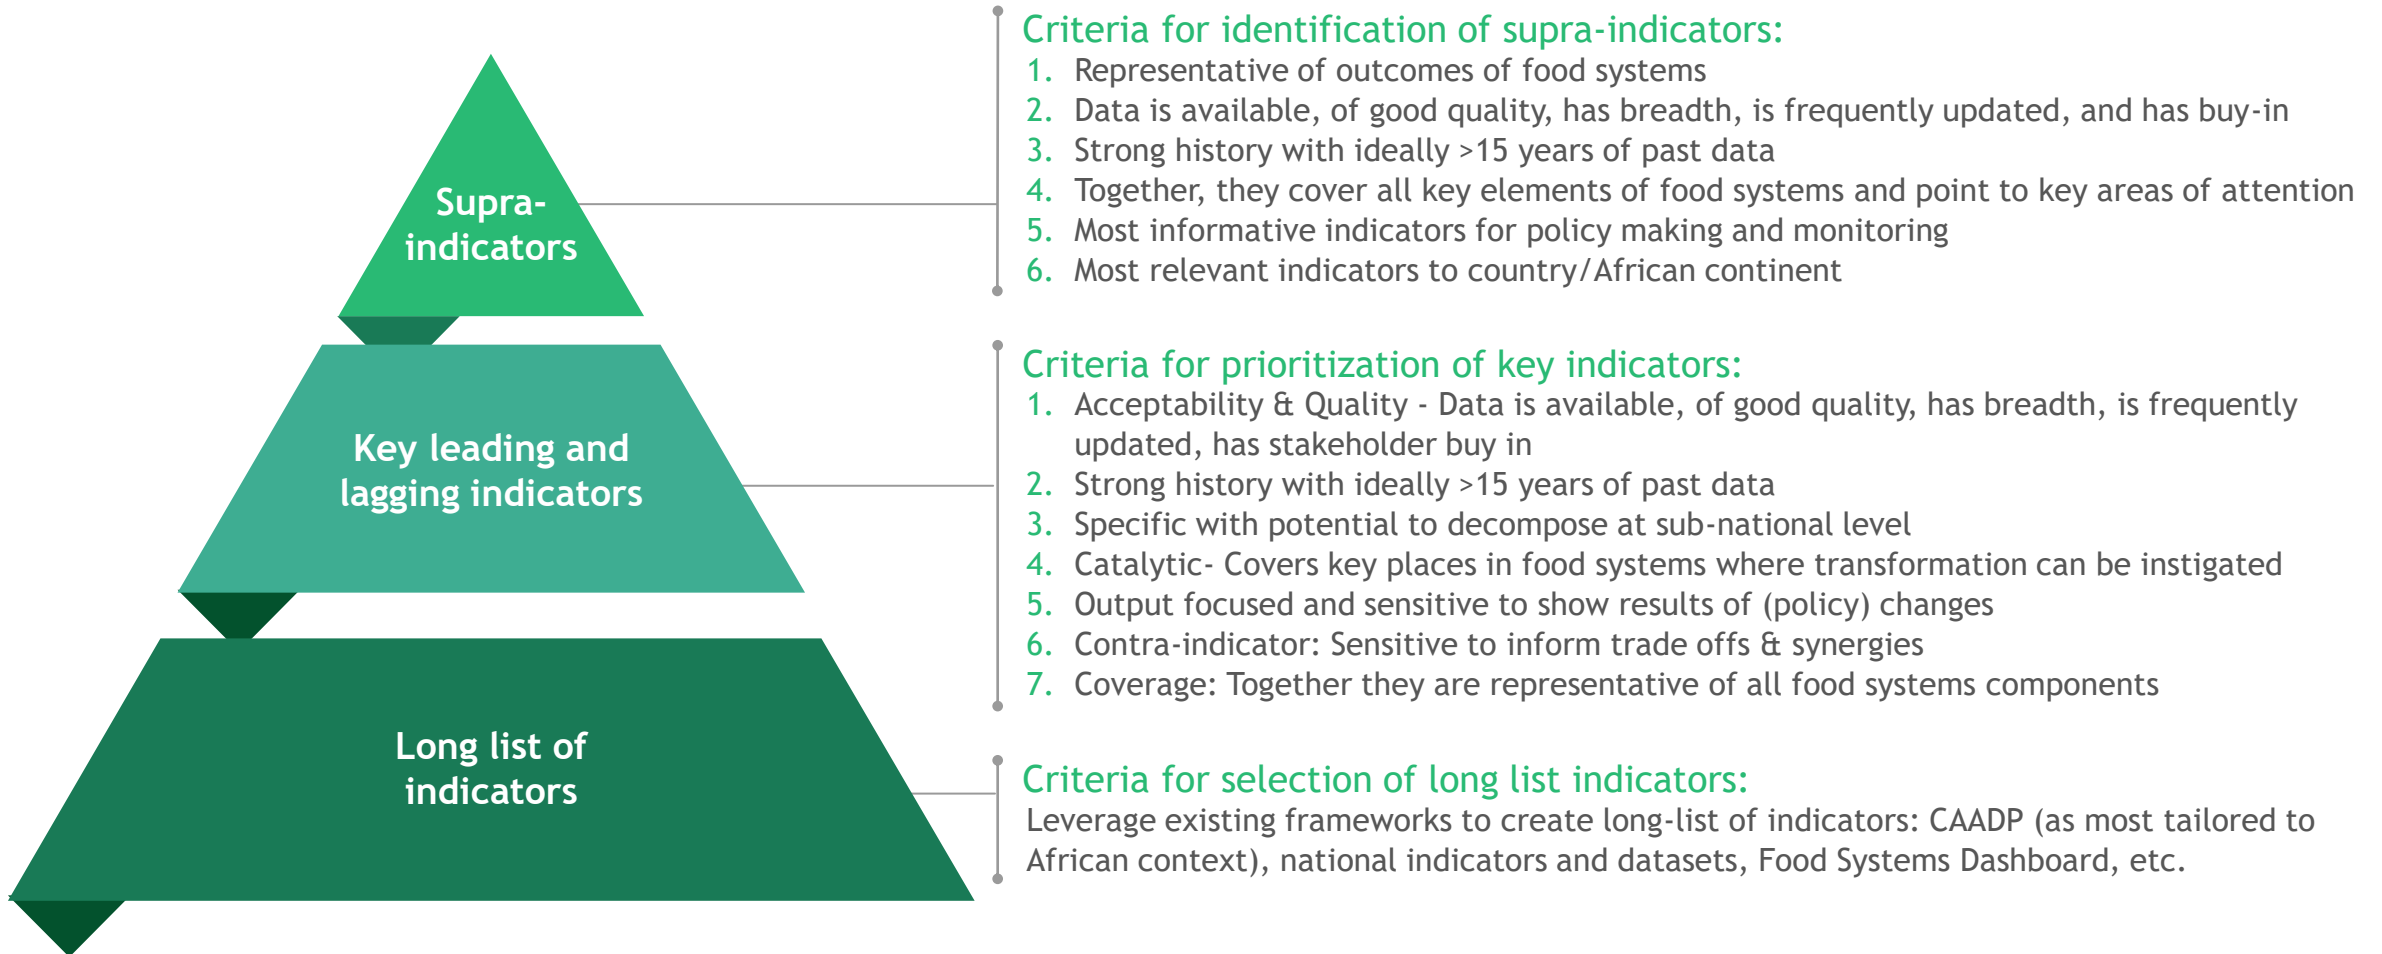 Supra-
indicators
Key leading and
lagging indicators
Long list of
indicators
Criteria for identification of supra-indicators:
1. Representative of outcomes of food systems
2. Data is available, of good quality, has breadth, is frequently updated, and has buy-in
3. Strong history with ideally >15 years of past data
4. Together, they cover all key elements of food systems and point to key areas of attention
5. Most informative indicators for policy making and monitoring
6. Most relevant indicators to country/African continent
Criteria for prioritization of key indicators:
1. Acceptability & Quality - Data is available, of good quality, has breadth, is frequently
updated, has stakeholder buy in
2. Strong history with ideally >15 years of past data
3. Specific with potential to decompose at sub-national level
4. Catalytic- Covers key places in food systems where transformation can be instigated
5. Output focused and sensitive to show results of (policy) changes
6. Contra-indicator: Sensitive to inform trade offs & synergies
7. Coverage: Together they are representative of all food systems components
Criteria for selection of long list indicators:
Leverage existing frameworks to create long-list of indicators: CAADP (as most tailored to
African context), national indicators and datasets, Food Systems Dashboard, etc.